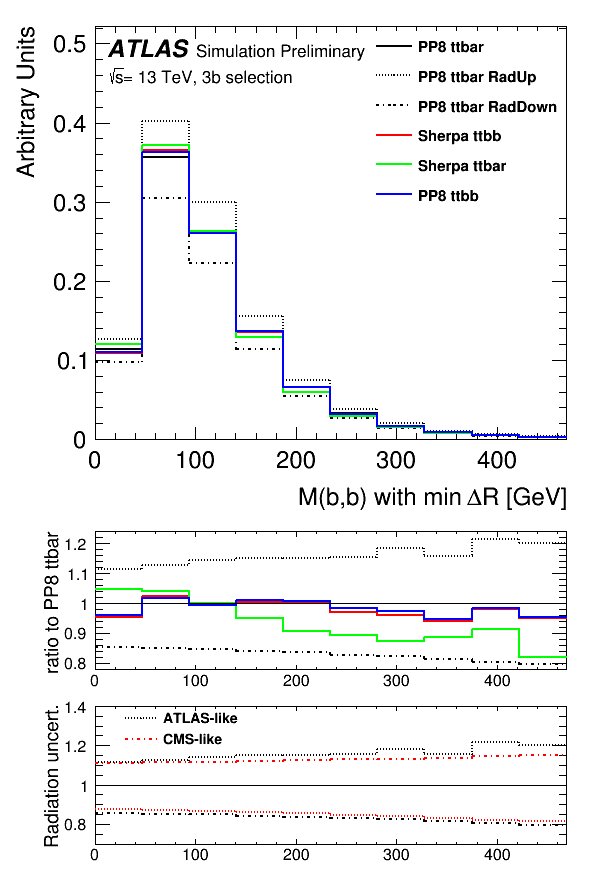 ATLAS Simulation Preliminary
√s= 13 TeV, 3b selection
PP8 ttbar
PP8 ttbar RadUp
PP8 ttbar RadDown
Sherpa ttbb
Sherpa ttbar
PP8 ttbb
Arbitrary Units
0.5
0.4
0.3
0.2
0.1
0
0 100 200 300 400
M(b,b) with min ΔR [GeV]
ratio to PP8 ttbar
1.2
1.1
1
0.9
0.8
0 100 200 300 400
Radiation uncert.
ATLAS-like
CMS-like
1.4
1.2
1
0.8
0 100 200 300 400